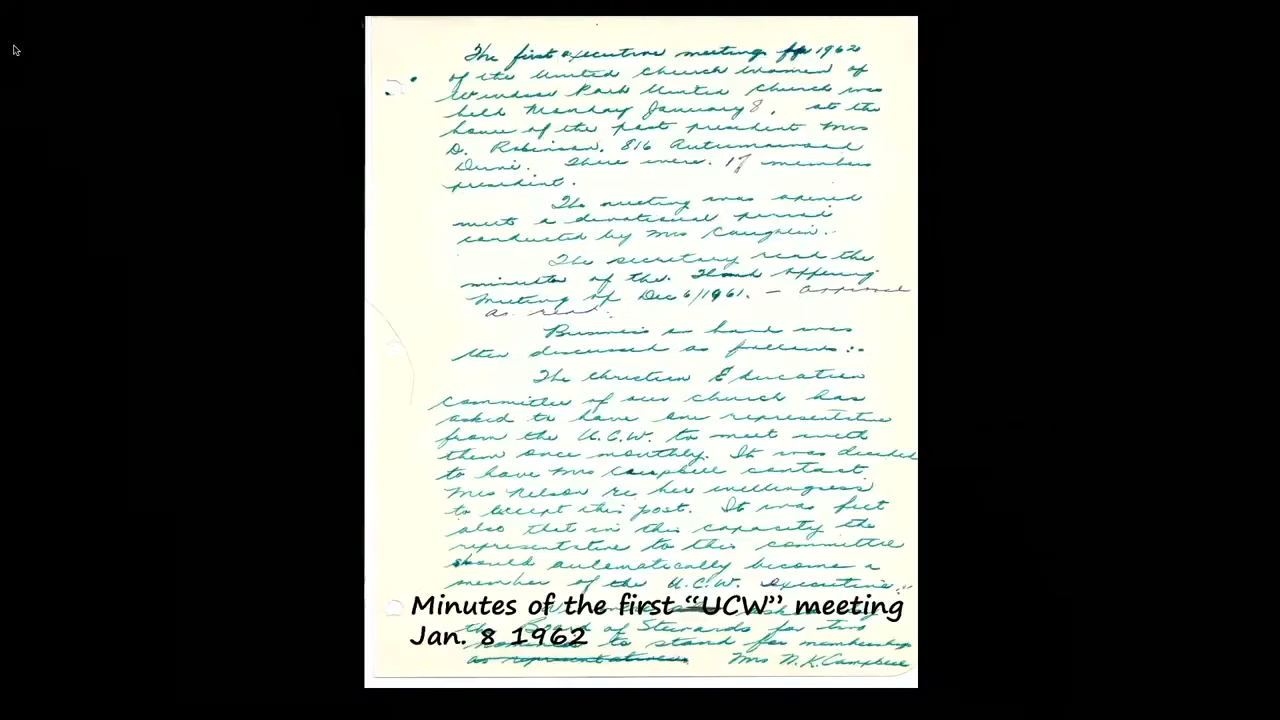 The first executive meeting for 1962
of the United Church Women of
Windsor Park United Church was
held Monday January 8, at the
home of the past president Mrs
D. Robinson, 816 Autumnwood
Drive. There were 17 members
president.
The meeting was opened
with a devotional period
conducted by Mrs Coughlin.
The secretary read the
minutes of the Thank Offering
Meeting of Dec 6/1961. – approved
as read.
Business on hand was
then discussed as follows:-
The Christian Education
committee of our church has
asked to have one representative
from the U.C.W. to meet with
them once monthly. It was decided
to have Mrs Campbell contact
Mrs Nelson re her willingness
to accept this post. It was felt
also that in this capacity the
representative to this committee
should automatically become a
member of the U.C.W. executive.
Minutes of the first “UCW” meeting
Jan. 8 1962
the Board of Stewards for two
to stand for membership
as representatives Mrs N.K. Campbell